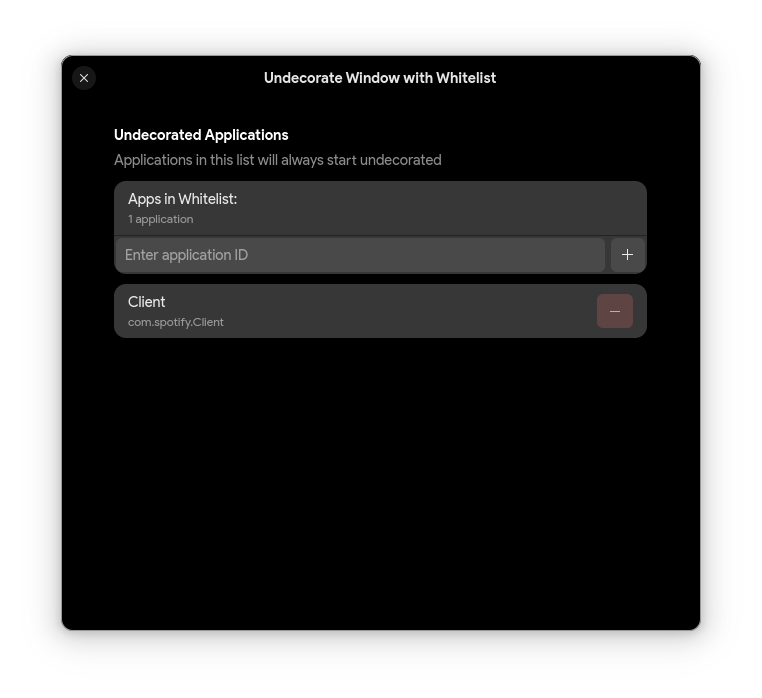 Undecorate Window with Whitelist
Undecorated Applications
Applications in this list will always start undecorated
Apps in Whitelist:
1 application
Enter application ID
Client
com.spotify.Client